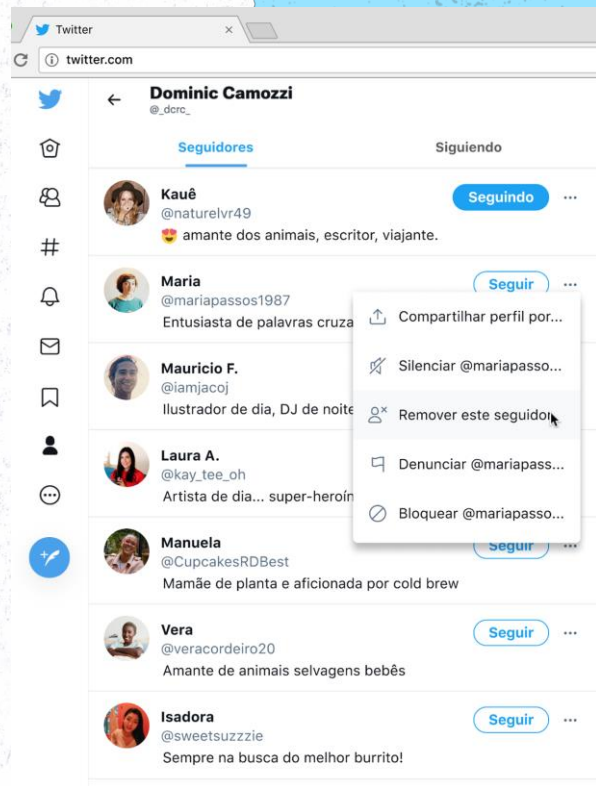 Twitter
twitter.com
Dominic Camozzi
@_dcrc_
Seguidores
Siguiendo
Kauê
Seguindo
@naturelvr49
😍 amante dos animais, escritor, viajante.
Maria
Seguir
@mariapassos1987
Entusiasta de palavras cruza
Compartilhar perfil por...
Silenciar @mariapasso...
Remover este seguidor
Denunciar @mariapass...
Bloquear @mariapasso...
Mauricio F.
@iamjacoj
Ilustrador de dia, DJ de noite
Laura A.
@kay_tee_oh
Artista de dia... super-heroín
Manuela
Seguir
@CupcakesRDBest
Mamãe de planta e aficionada por cold brew
Vera
Seguir
@veracordeiro20
Amante de animais selvagens bebês
Isadora
Seguir
@sweetsuzzzie
Sempre na busca do melhor burrito!